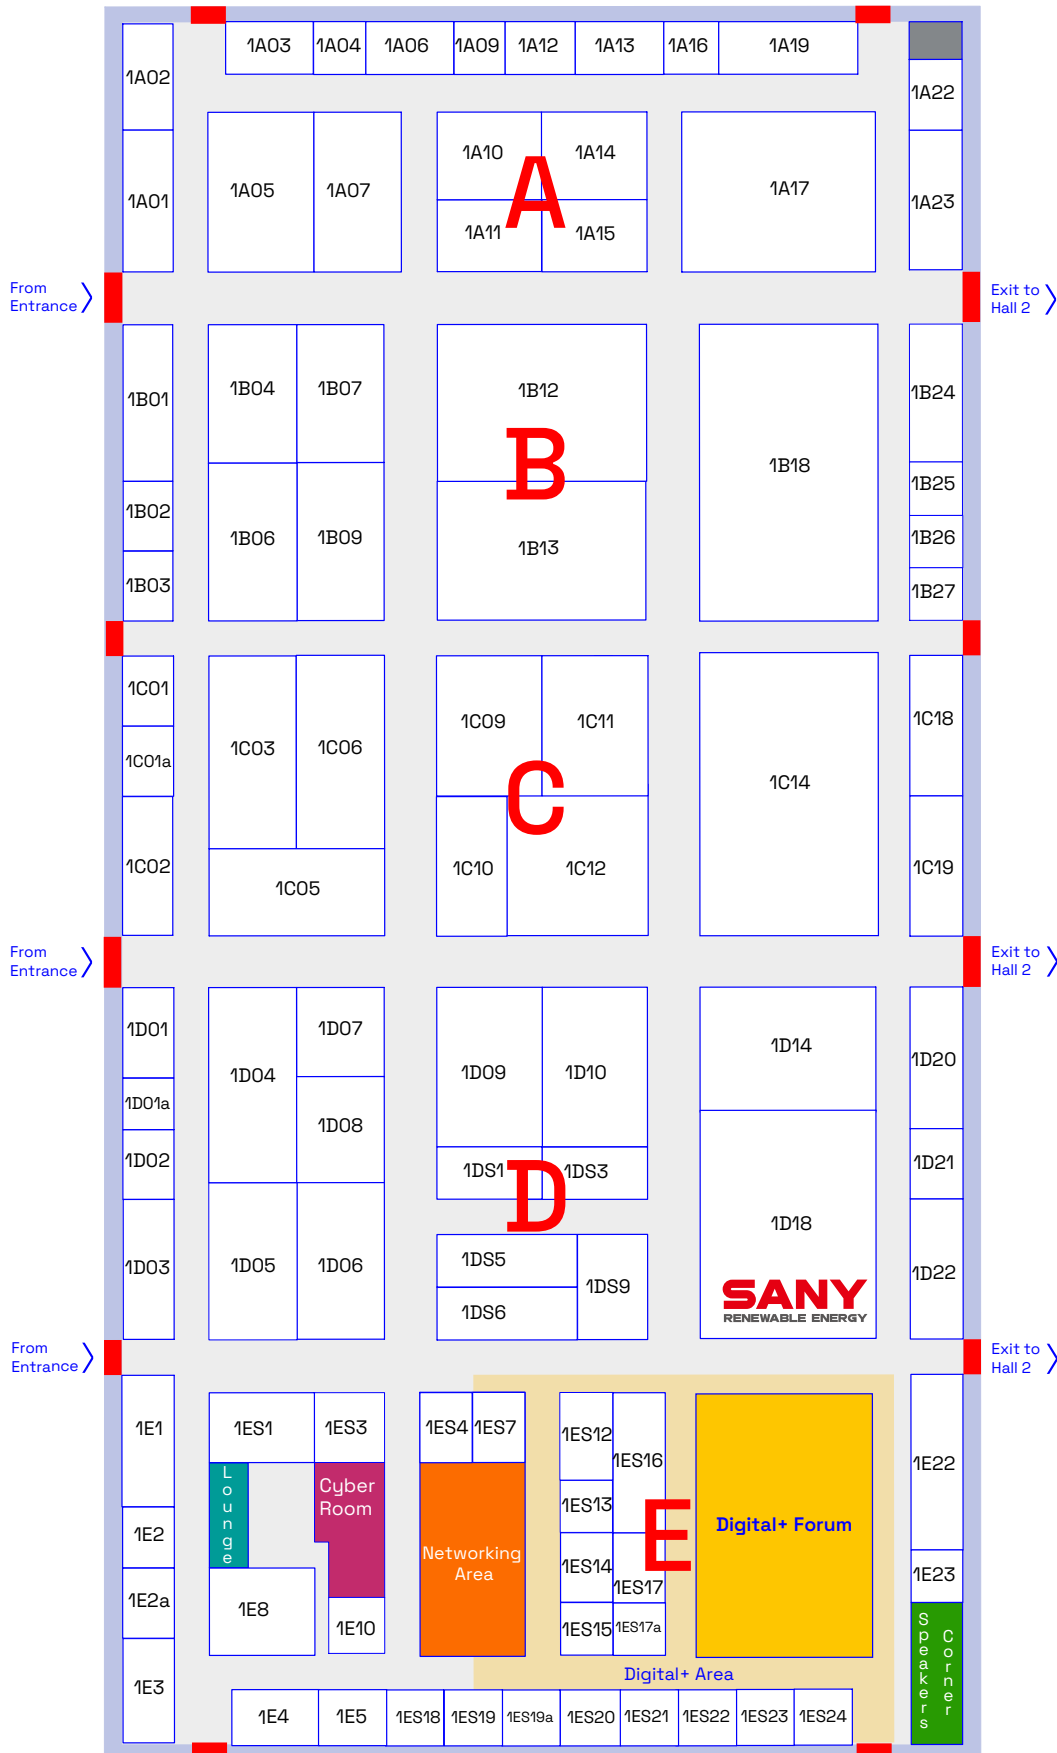 1A03 1A04 1A06 1A09 1A12 1A13 1A16 1A19
1A02
1A22
1A10 1A14
1A05 1A07 1A17
1A01 1A23
A
1A11 1A15
From
Entrance
Exit to
Hall 2
1B04 1B07 1B12 1B24
1B01
B
1B18
1B25
1B02
1B06 1B09 1B13 1B26
1B03 1B27
1C01
1C09 1C11 1C18
1C03 1C06
1C01a
1C14
C
1C02 1C10 1C12 1C19
1C05
From
Entrance
Exit to
Hall 2
1D01 1D07
1D14
1D20
1D04 1D09 1D10
1D01a
1D08
1D02 1D21
1DS1 1DS3
D
1D18
1D03 1D05 1D06 1DS5 1D22
1DS9
1DS6
SANY
RENEWABLE ENERGY
From
Entrance
Exit to
Hall 2
1E1 1ES1 1ES3 1ES4 1ES7 1ES12
1ES16 1E22
Lounge
Cyber
Room
1ES13
E
Digital+ Forum
1E2
Networking
Area
1ES14
1ES17
1E23
1E2a 1E8
1E10 1ES15 1ES17a
Speakers
Corner
1E3
Digital+ Area
1E4 1E5 1ES18 1ES19 1ES19a 1ES20 1ES21 1ES22 1ES23 1ES24